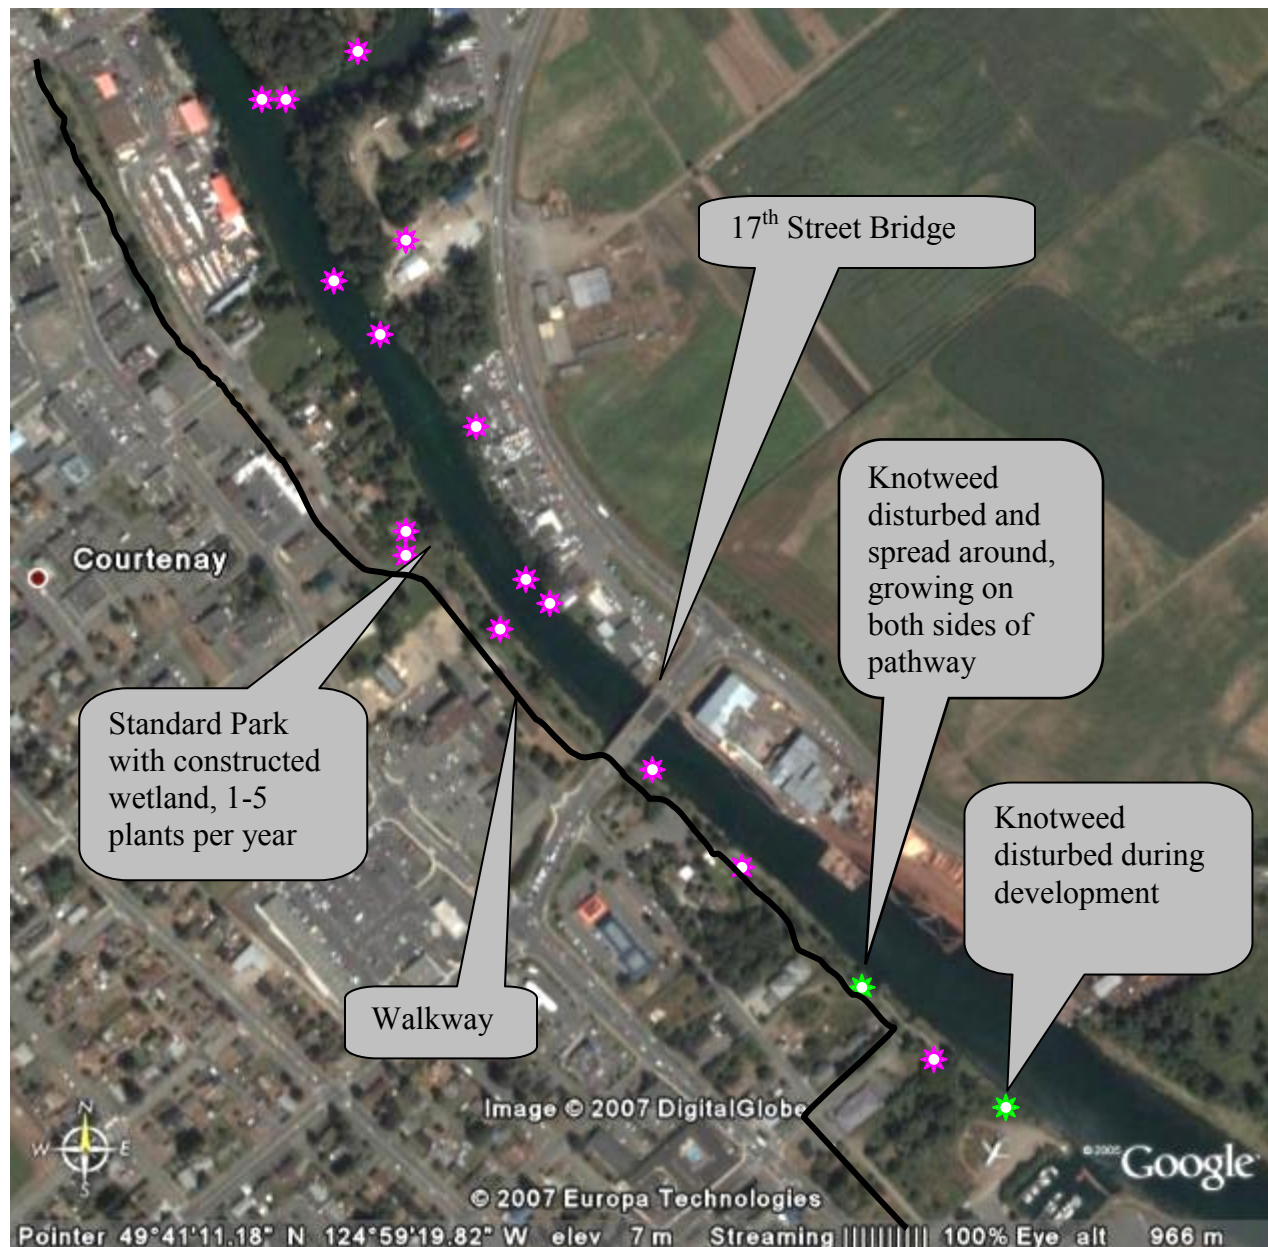 17th Street Bridge
Knotweed
disturbed and
spread around,
growing on
both sides of
pathway
Courtenay
Standard Park
with constructed
wetland, 1-5
plants per year
Knotweed
disturbed during
development
Walkway
N
W E
S
Image © 2007 DigitalGlobe
© 2007 Europa Technologies
©2005 Google
Pointer 49°41'11.18" N 124°59'19.82" W elev 7 m Streaming |||||||||| 100% Eye alt 966 m